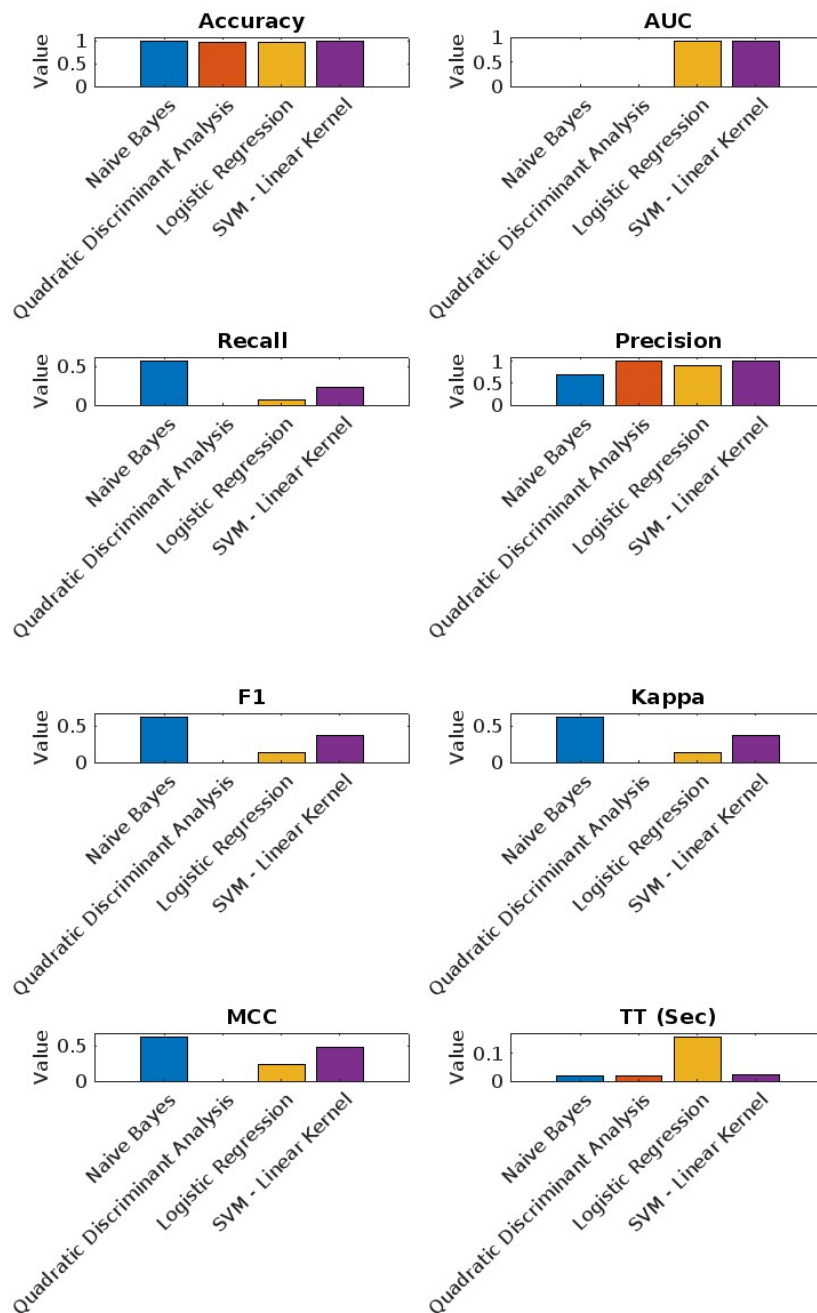 Accuracy
Value
1
0.5
0
Naive Bayes
Quadratic Discriminant Analysis
Logistic Regression
SVM - Linear Kernel
AUC
Value
1
0.5
0
Naive Bayes
Quadratic Discriminant Analysis
Logistic Regression
SVM - Linear Kernel
Recall
Value
0.5
0
Naive Bayes
Quadratic Discriminant Analysis
Logistic Regression
SVM - Linear Kernel
Precision
Value
1
0.5
0
Naive Bayes
Quadratic Discriminant Analysis
Logistic Regression
SVM - Linear Kernel
F1
Value
0.5
0
Naive Bayes
Quadratic Discriminant Analysis
Logistic Regression
SVM - Linear Kernel
Kappa
Value
0.5
0
Naive Bayes
Quadratic Discriminant Analysis
Logistic Regression
SVM - Linear Kernel
MCC
Value
0.5
0
Naive Bayes
Quadratic Discriminant Analysis
Logistic Regression
SVM - Linear Kernel
TT (Sec)
Value
0.1
0
Naive Bayes
Quadratic Discriminant Analysis
Logistic Regression
SVM - Linear Kernel